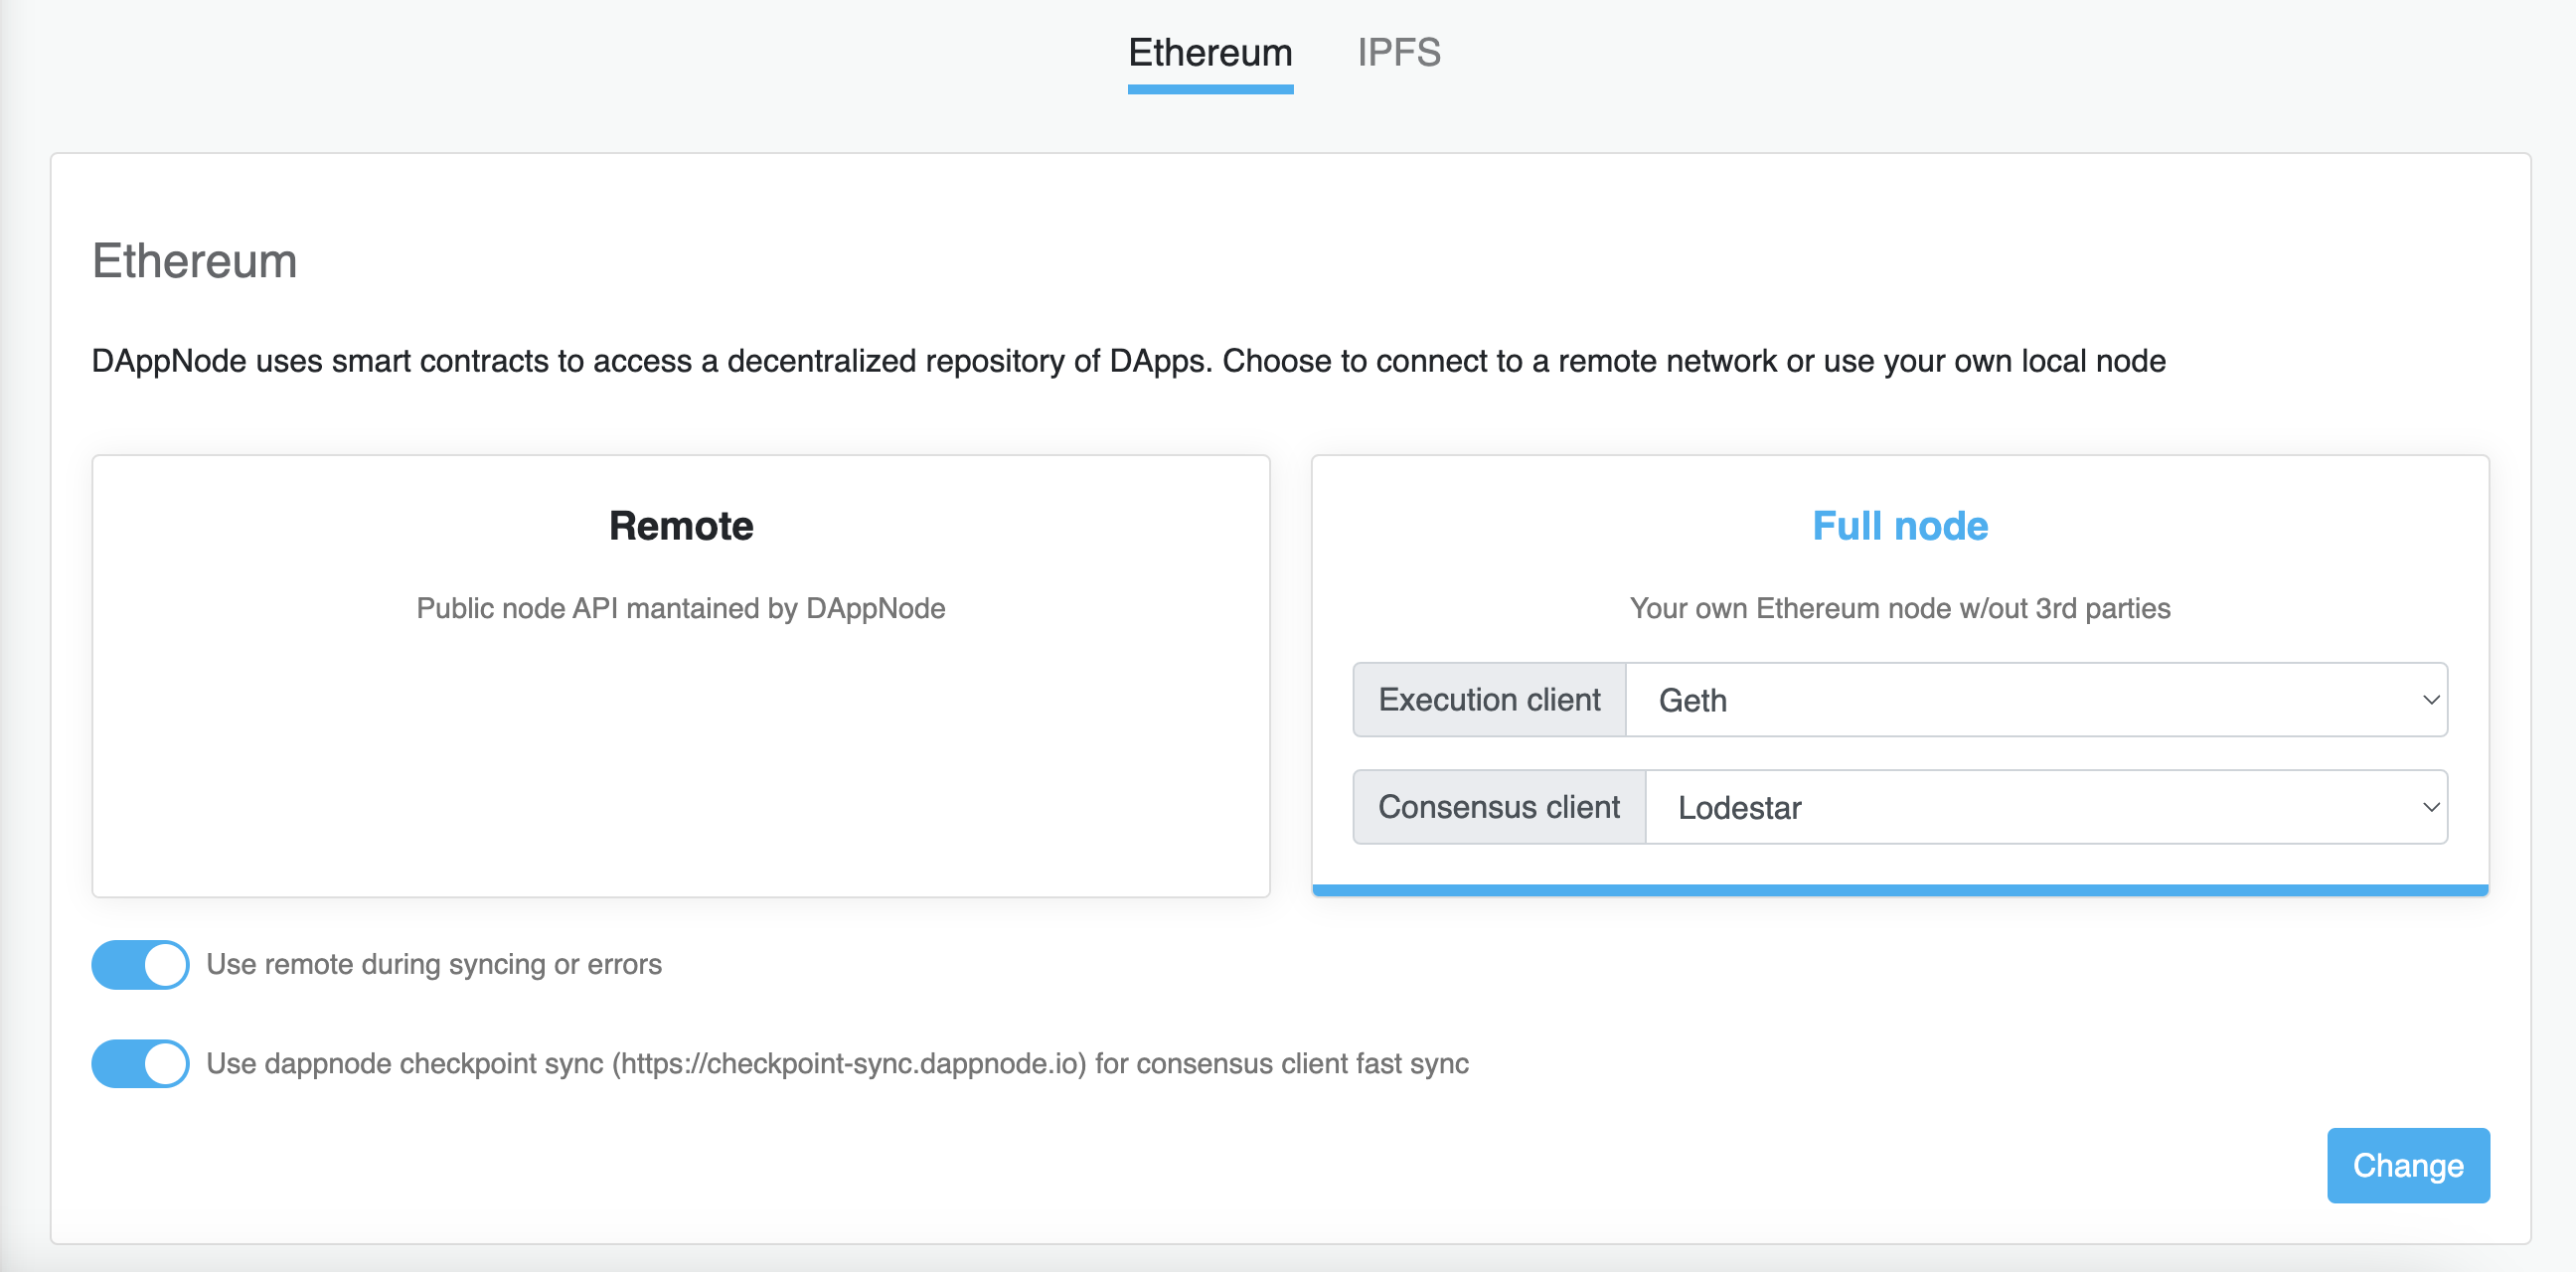 Ethereum IPFS
Ethereum
DAppNode uses smart contracts to access a decentralized repository of DApps. Choose to connect to a remote network or use your own local node
Remote
Public node API mantained by DAppNode
Full node
Your own Ethereum node w/out 3rd parties
Execution client Geth
Consensus client Lodestar
Use remote during syncing or errors
Use dappnode checkpoint sync (https://checkpoint-sync.dappnode.io) for consensus client fast sync
Change